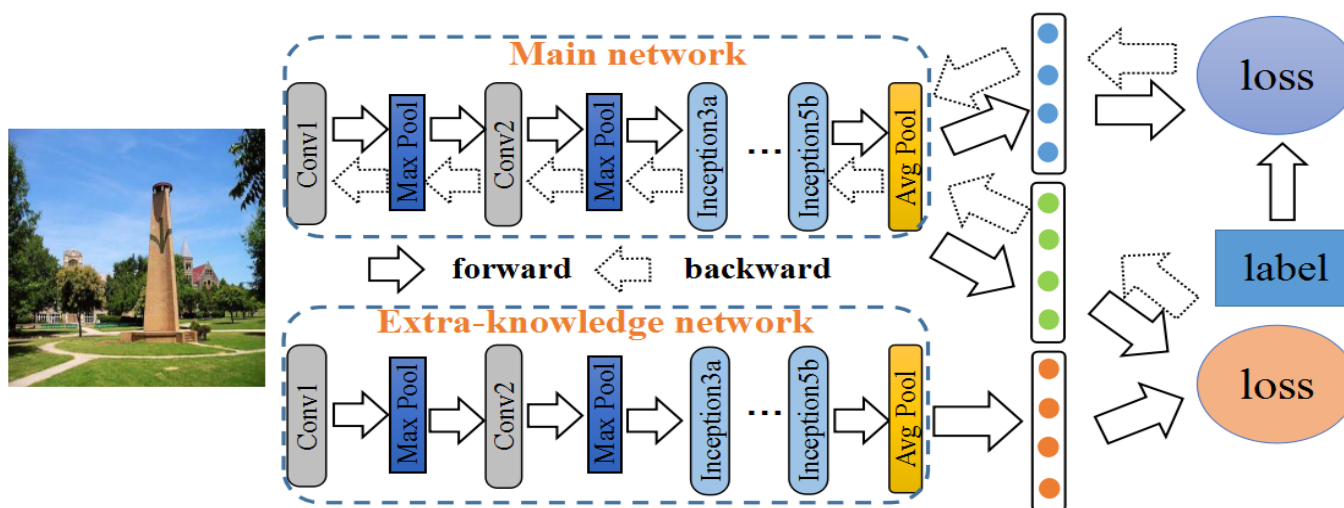 Main network
Conv1
Max Pool
Conv2
Max Pool
Inception3a
...
Inception5b
Avg Pool
loss
label
forward
backward
Extra-knowledge network
Conv1
Max Pool
Conv2
Max Pool
Inception3a
...
Inception5b
Avg Pool
loss